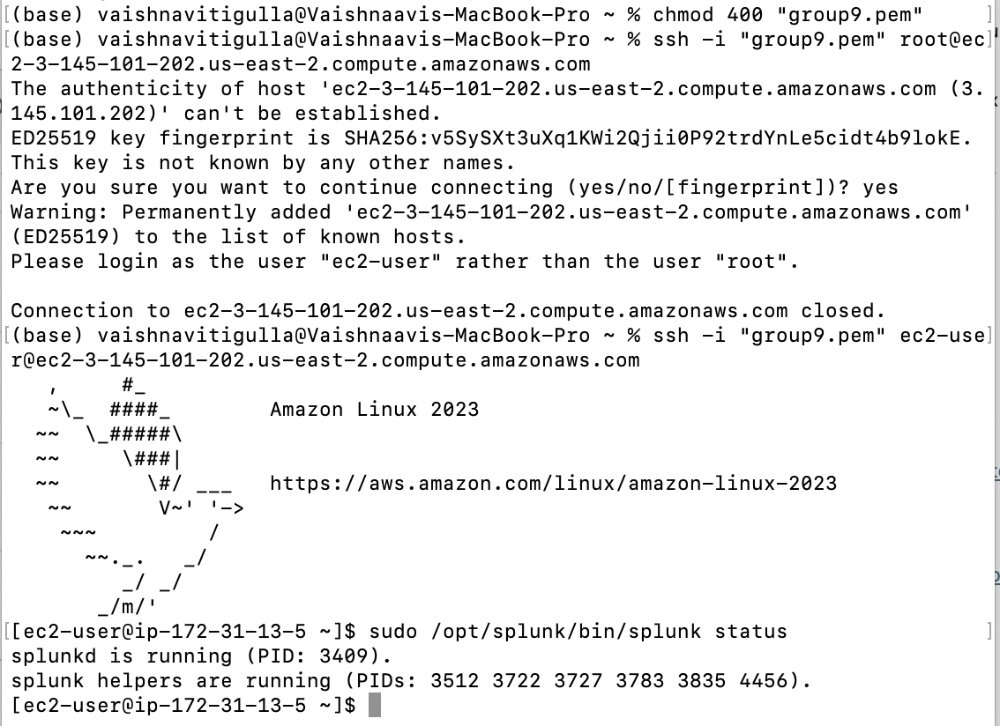 (base) vaishnavitigulla@Vaishnaavis-MacBook-Pro ~ % chmod 400 "group9.pem"      ]
[(base) vaishnavitigulla@Vaishnaavis-MacBook-Pro ~ % ssh -i "group9.pem" root@ec]
2-3-145-101-202.us-east-2.compute.amazonaws.com
The authenticity of host 'ec2-3-145-101-202.us-east-2.compute.amazonaws.com (3.
145.101.202)' can't be established.
ED25519 key fingerprint is SHA256:v5SySXt3uXq1KWi2Qjii0P92trdYnLe5cidt4b9lokE.
This key is not known by any other names.
Are you sure you want to continue connecting (yes/no/[fingerprint])? yes
Warning: Permanently added 'ec2-3-145-101-202.us-east-2.compute.amazonaws.com'
(ED25519) to the list of known hosts.
Please login as the user "ec2-user" rather than the user "root".

Connection to ec2-3-145-101-202.us-east-2.compute.amazonaws.com closed.
[(base) vaishnavitigulla@Vaishnaavis-MacBook-Pro ~ % ssh -i "group9.pem" ec2-use]
r@ec2-3-145-101-202.us-east-2.compute.amazonaws.com
   ,     #_
   ~\_  ####_        Amazon Linux 2023
  ~~  \_#####\
  ~~     \###|
  ~~       \#/ ___   https://aws.amazon.com/linux/amazon-linux-2023
   ~~       V~' '->
    ~~~         /
      ~~._.   _/
         _/ _/
       _/m/'
[[ec2-user@ip-172-31-13-5 ~]$ sudo /opt/splunk/bin/splunk status                 ]
splunkd is running (PID: 3409).
splunk helpers are running (PIDs: 3512 3722 3727 3783 3835 4456).
[ec2-user@ip-172-31-13-5 ~]$